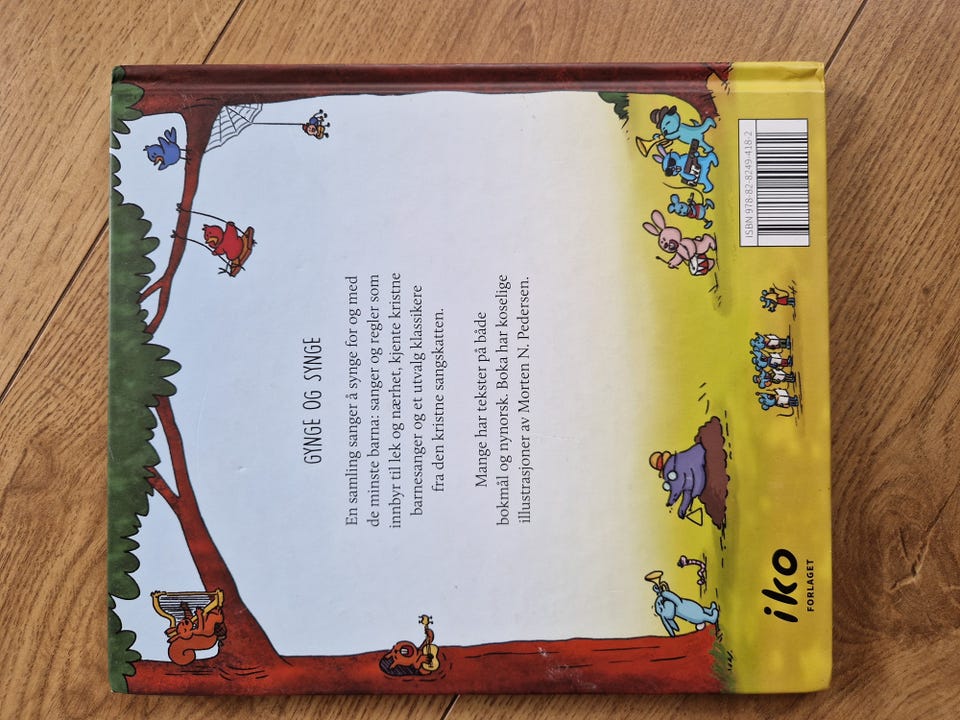 GYNGE OG SYNGE
En samling sanger å synge for og med
de minste barna: sanger og regler som
innbyr til lek og nærhet, kjente kristne
barnesanger og et utvalg klassikere
fra den kristne sangskatten.
Mange har tekster på både
bokmål og nynorsk. Boka har koselige
illustrasjoner av Morten N. Pedersen.
iko
FORLAGET
ISBN 978-82-8249-418-2